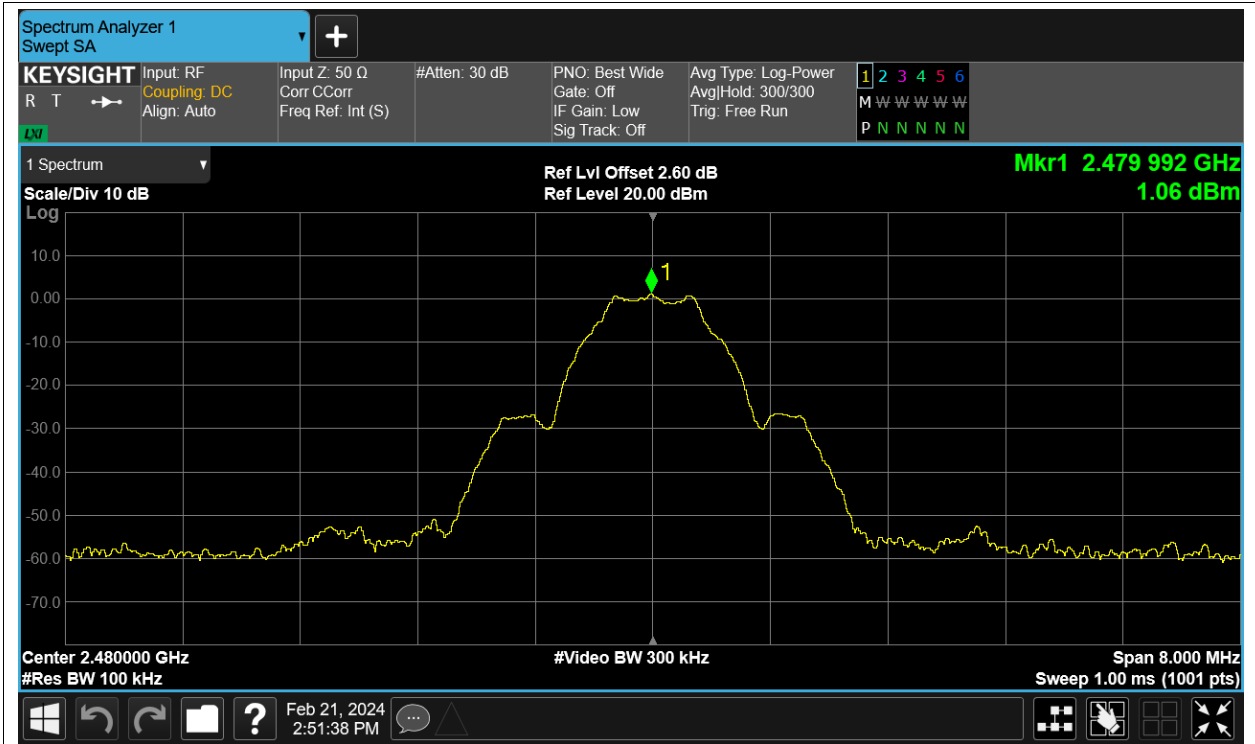 Spectrum Analyzer 1
Swept SA
KEYSIGHT
R T
LXI
Input: RF
Coupling: DC
Align: Auto
Input Z: 50 Ω
Corr CCorr
Freq Ref: Int (S)
#Atten: 30 dB
PNO: Best Wide
Gate: Off
IF Gain: Low
Sig Track: Off
Avg Type: Log-Power
Avg|Hold: 300/300
Trig: Free Run
1 2 3 4 5 6
M W W W W W
P N N N N N
1 Spectrum
Scale/Div 10 dB
Log
Ref Lvl Offset 2.60 dB
Ref Level 20.00 dBm
Mkr1 2.479 992 GHz
1.06 dBm
1
10.0
0.00
-10.0
-20.0
-30.0
-40.0
-50.0
-60.0
-70.0
Center 2.480000 GHz
#Res BW 100 kHz
#Video BW 300 kHz
Span 8.000 MHz
Sweep 1.00 ms (1001 pts)
?
Feb 21, 2024
2:51:38 PM